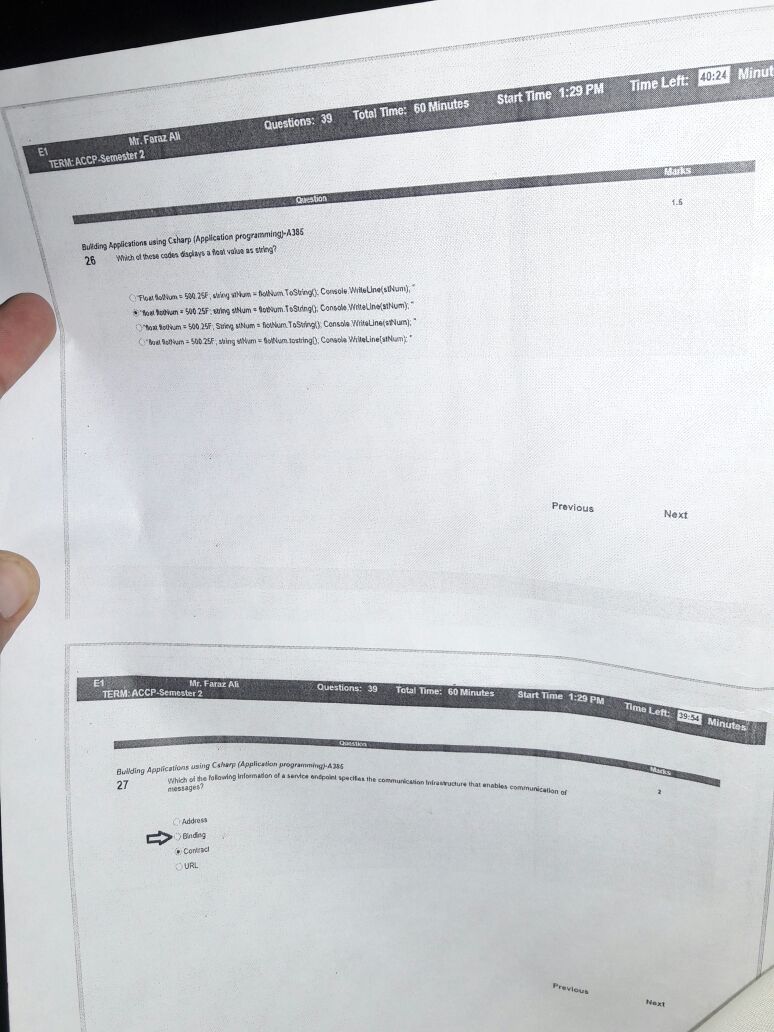 E1 Mr. Faraz Ali Questions: 39 Total Time: 60 Minutes Start Time 1:29 PM Time Left: 40:24 Minut
TERM: ACCP-Semester 2
Question Marks
Building Applications using Csharp (Application programming)-A385 1.5
26 Which of these codes displays a float value as string?
"Float flotNum = 500.25F; string stNum = flotNum.ToString(); Console.WriteLine(stNum); "
"float flotNum = 500.25F; string stNum = flotNum.ToString(); Console.WriteLine(stNum); "
"float flotNum = 500.25F; String stNum = flotNum.ToString(); Console.WriteLine(stNum); "
"float flotNum = 500.25F; string stNum = flotNum.tostring(); Console.WriteLine(stNum); "
Previous Next
E1 Mr. Faraz Ali Questions: 39 Total Time: 60 Minutes Start Time 1:29 PM Time Left: 39:54 Minutes
TERM: ACCP-Semester 2
Question Marks
Building Applications using Csharp (Application programming)-A385
27 Which of the following information of a service endpoint specifies the communication infrastructure that enables communication of 2
messages?
Address
Binding
Contract
URL
Previous Next